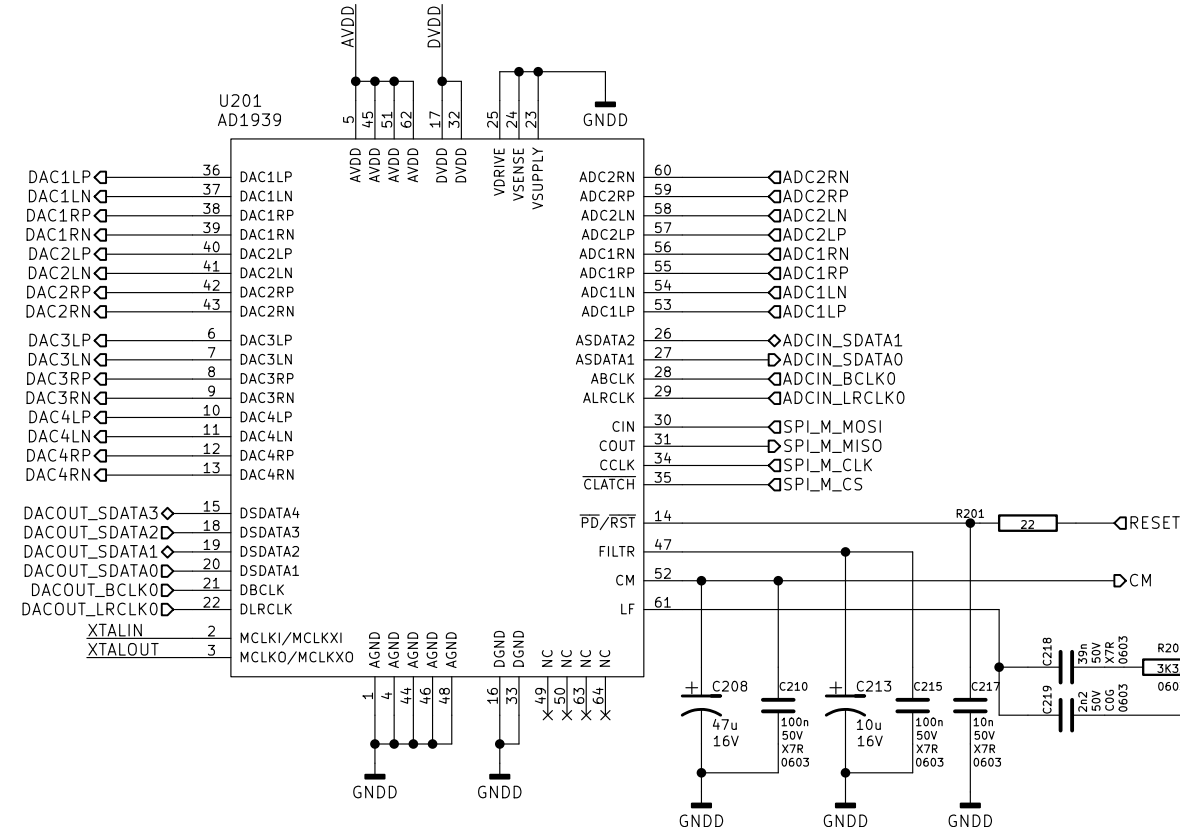 AVDD
DVDD
U201
AD1939
5
45
51
62
17
32
25
24
23
GNDD
AVDD
AVDD
AVDD
AVDD
DVDD
DVDD
VDRIVE
VSENSE
VSUPPLY
DAC1LP 36 DAC1LP
DAC1LN 37 DAC1LN
DAC1RP 38 DAC1RP
DAC1RN 39 DAC1RN
DAC2LP 40 DAC2LP
DAC2LN 41 DAC2LN
DAC2RP 42 DAC2RP
DAC2RN 43 DAC2RN
DAC3LP 6 DAC3LP
DAC3LN 7 DAC3LN
DAC3RP 8 DAC3RP
DAC3RN 9 DAC3RN
DAC4LP 10 DAC4LP
DAC4LN 11 DAC4LN
DAC4RP 12 DAC4RP
DAC4RN 13 DAC4RN
DACOUT_SDATA3 15 DSDATA4
DACOUT_SDATA2 18 DSDATA3
DACOUT_SDATA1 19 DSDATA2
DACOUT_SDATA0 20 DSDATA1
DACOUT_BCLK0 21 DBCLK
DACOUT_LRCLK0 22 DLRCLK
XTALIN 2 MCLKI/MCLKXI
XTALOUT 3 MCLKO/MCLKXO
ADC2RN 60 ADC2RN
ADC2RP 59 ADC2RP
ADC2LN 58 ADC2LN
ADC2LP 57 ADC2LP
ADC1RN 56 ADC1RN
ADC1RP 55 ADC1RP
ADC1LN 54 ADC1LN
ADC1LP 53 ADC1LP
ASDATA2 26 ADCIN_SDATA1
ASDATA1 27 ADCIN_SDATA0
ABCLK 28 ADCIN_BCLK0
ALRCLK 29 ADCIN_LRCLK0
CIN 30 SPI_M_MOSI
COUT 31 SPI_M_MISO
CCLK 34 SPI_M_CLK
CLATCH 35 SPI_M_CS
PD/RST 14 R201 22 RESET
FILTR 47
CM 52 CM
LF 61
AGND
AGND
AGND
AGND
AGND
DGND
DGND
NC
NC
NC
NC
1
4
44
46
48
16
33
49
50
63
64
GNDD
GNDD
C208
47u
16V
C210
100n
50V
X7R
0603
C213
10u
16V
C215
100n
50V
X7R
0603
C217
10n
50V
X7R
0603
C218
39n
50V
X7R
0603
C219
2n2
50V
C0G
0603
R20
3K3
060
GNDD
GNDD
GNDD